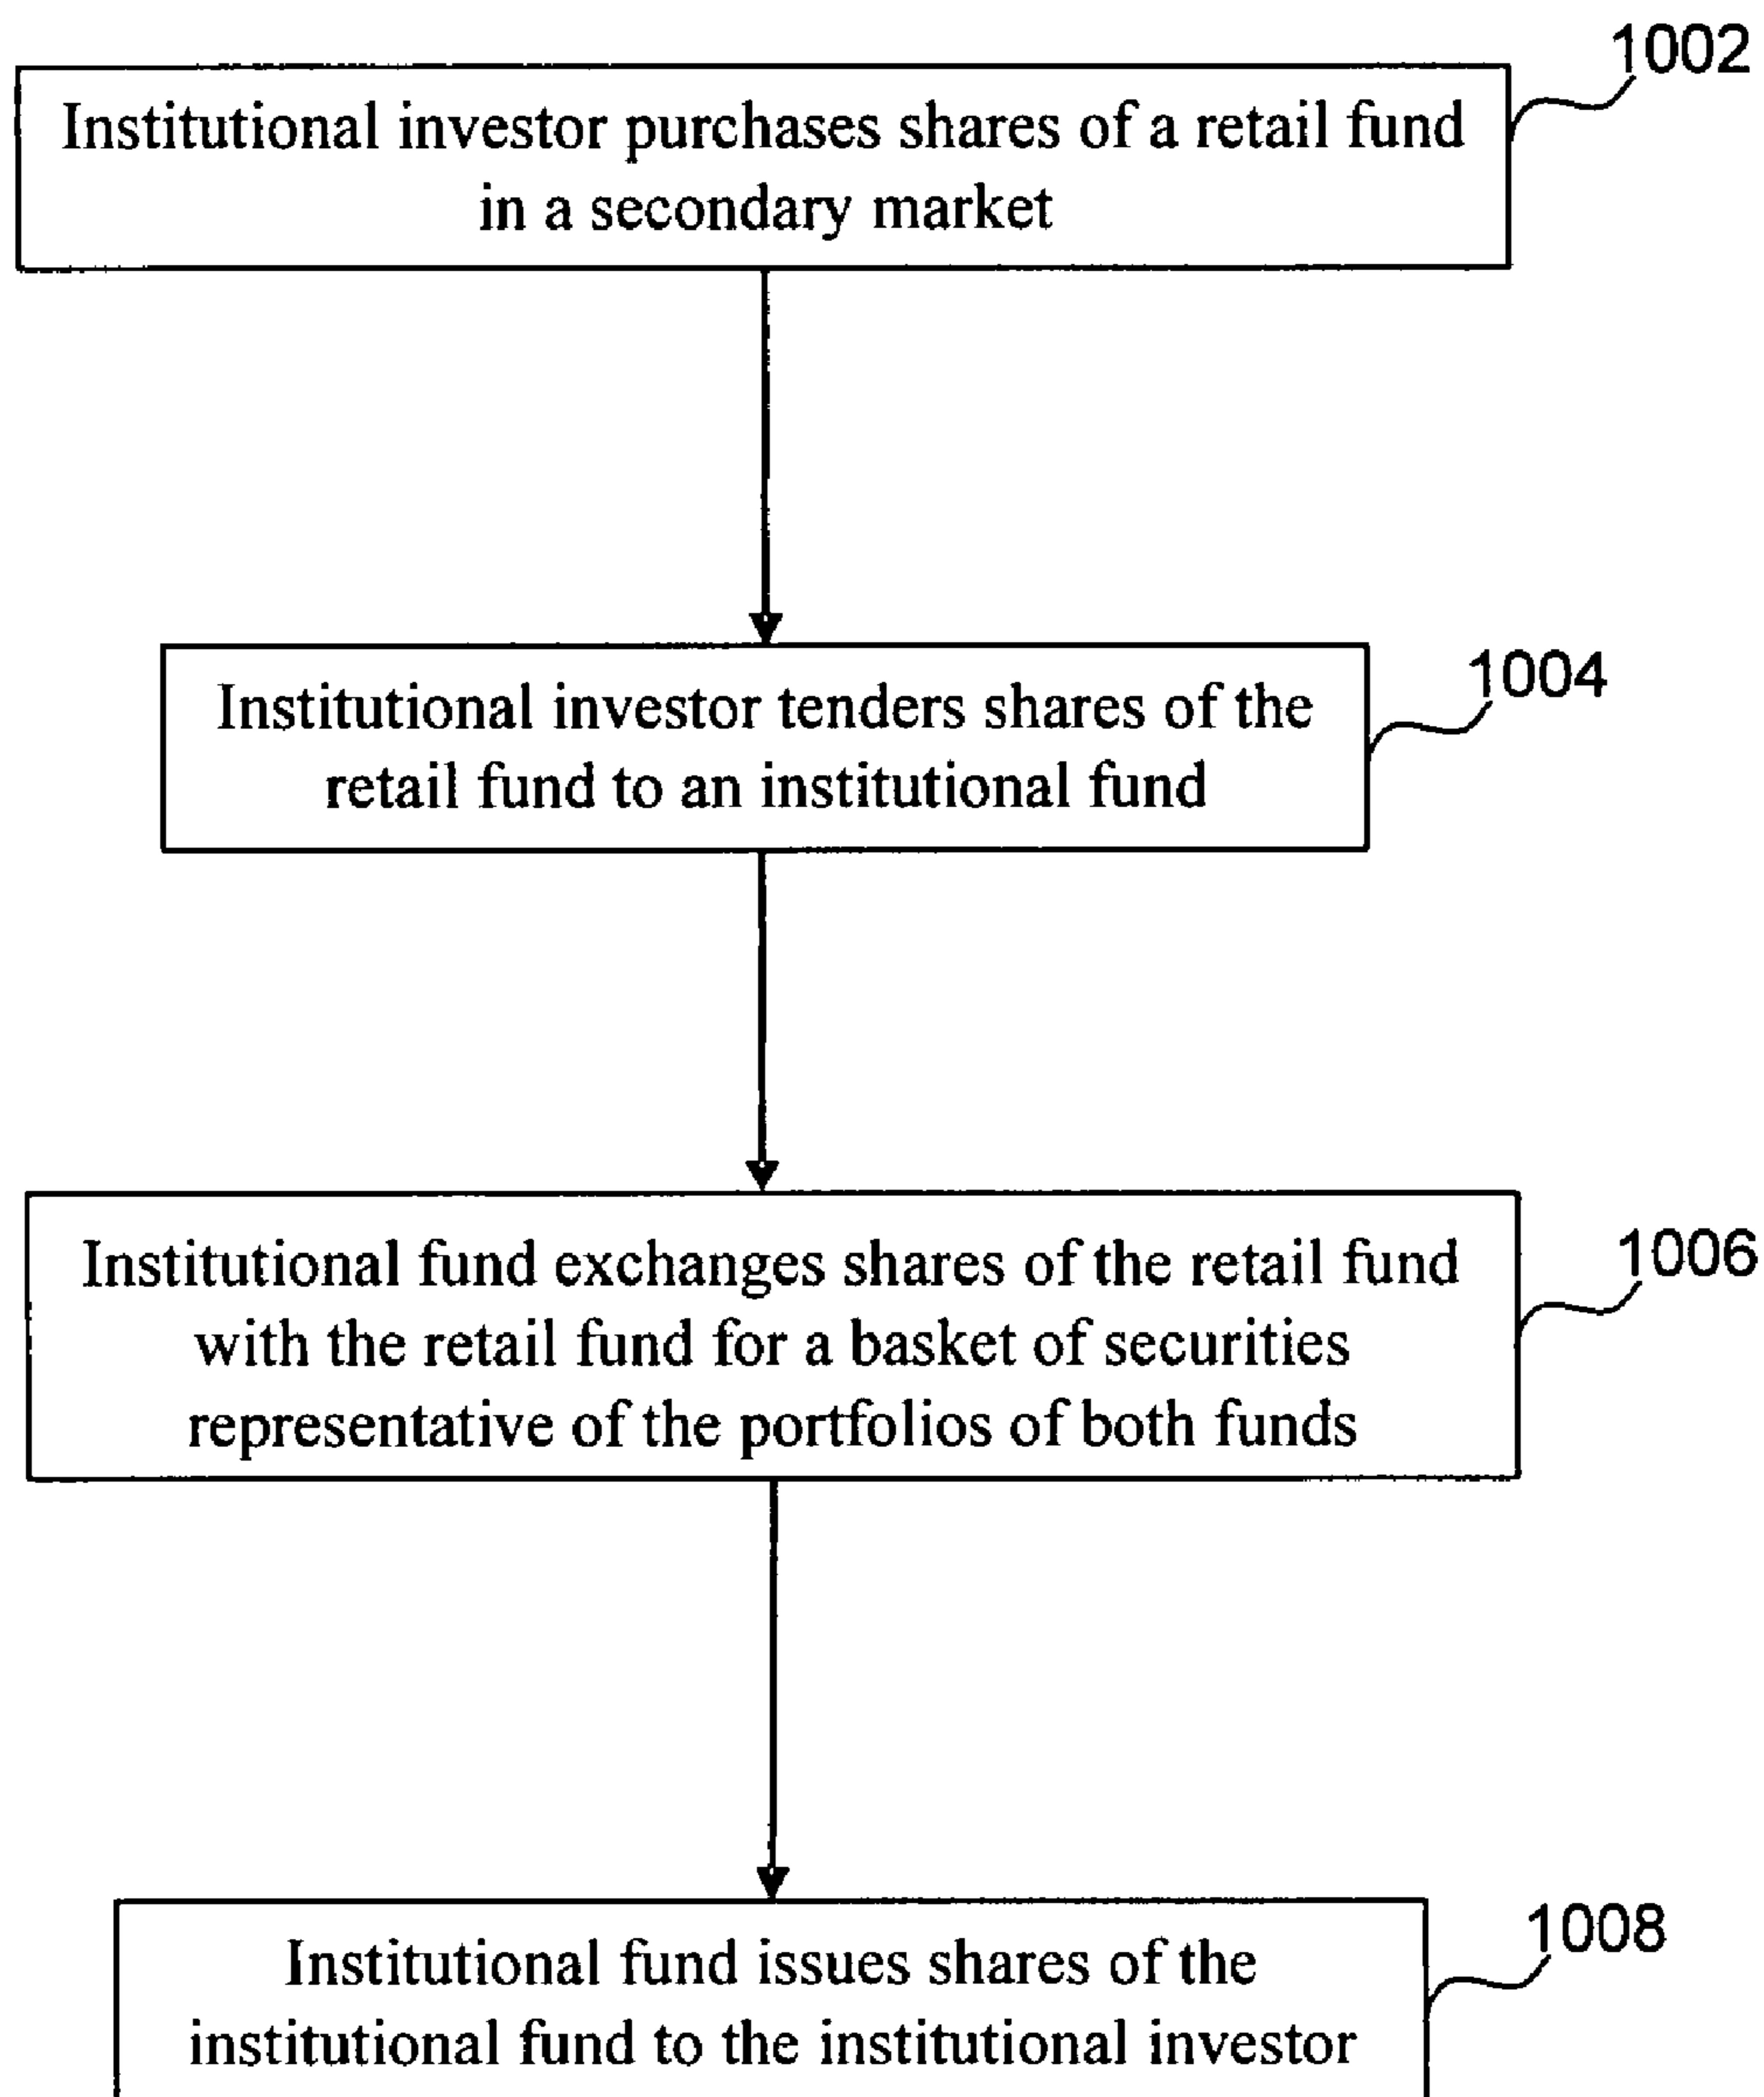 1002
Institutional investor purchases shares of a retail fund
in a secondary market
1004
Institutional investor tenders shares of the
retail fund to an institutional fund
1006
Institutional fund exchanges shares of the retail fund
with the retail fund for a basket of securities
representative of the portfolios of both funds
1008
Institutional fund issues shares of the
institutional fund to the institutional investor